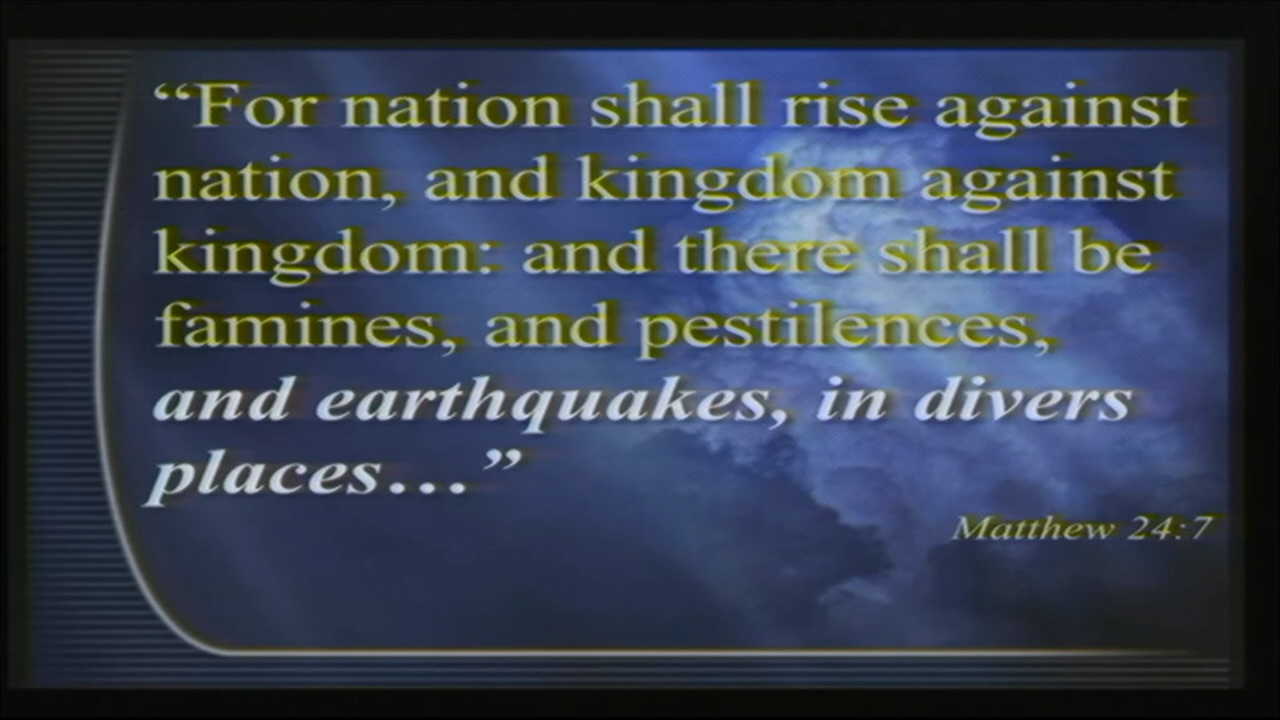 “For nation shall rise against
nation, and kingdom against
kingdom: and there shall be
famines, and pestilences,
and earthquakes, in divers
places…”
Matthew 24:7